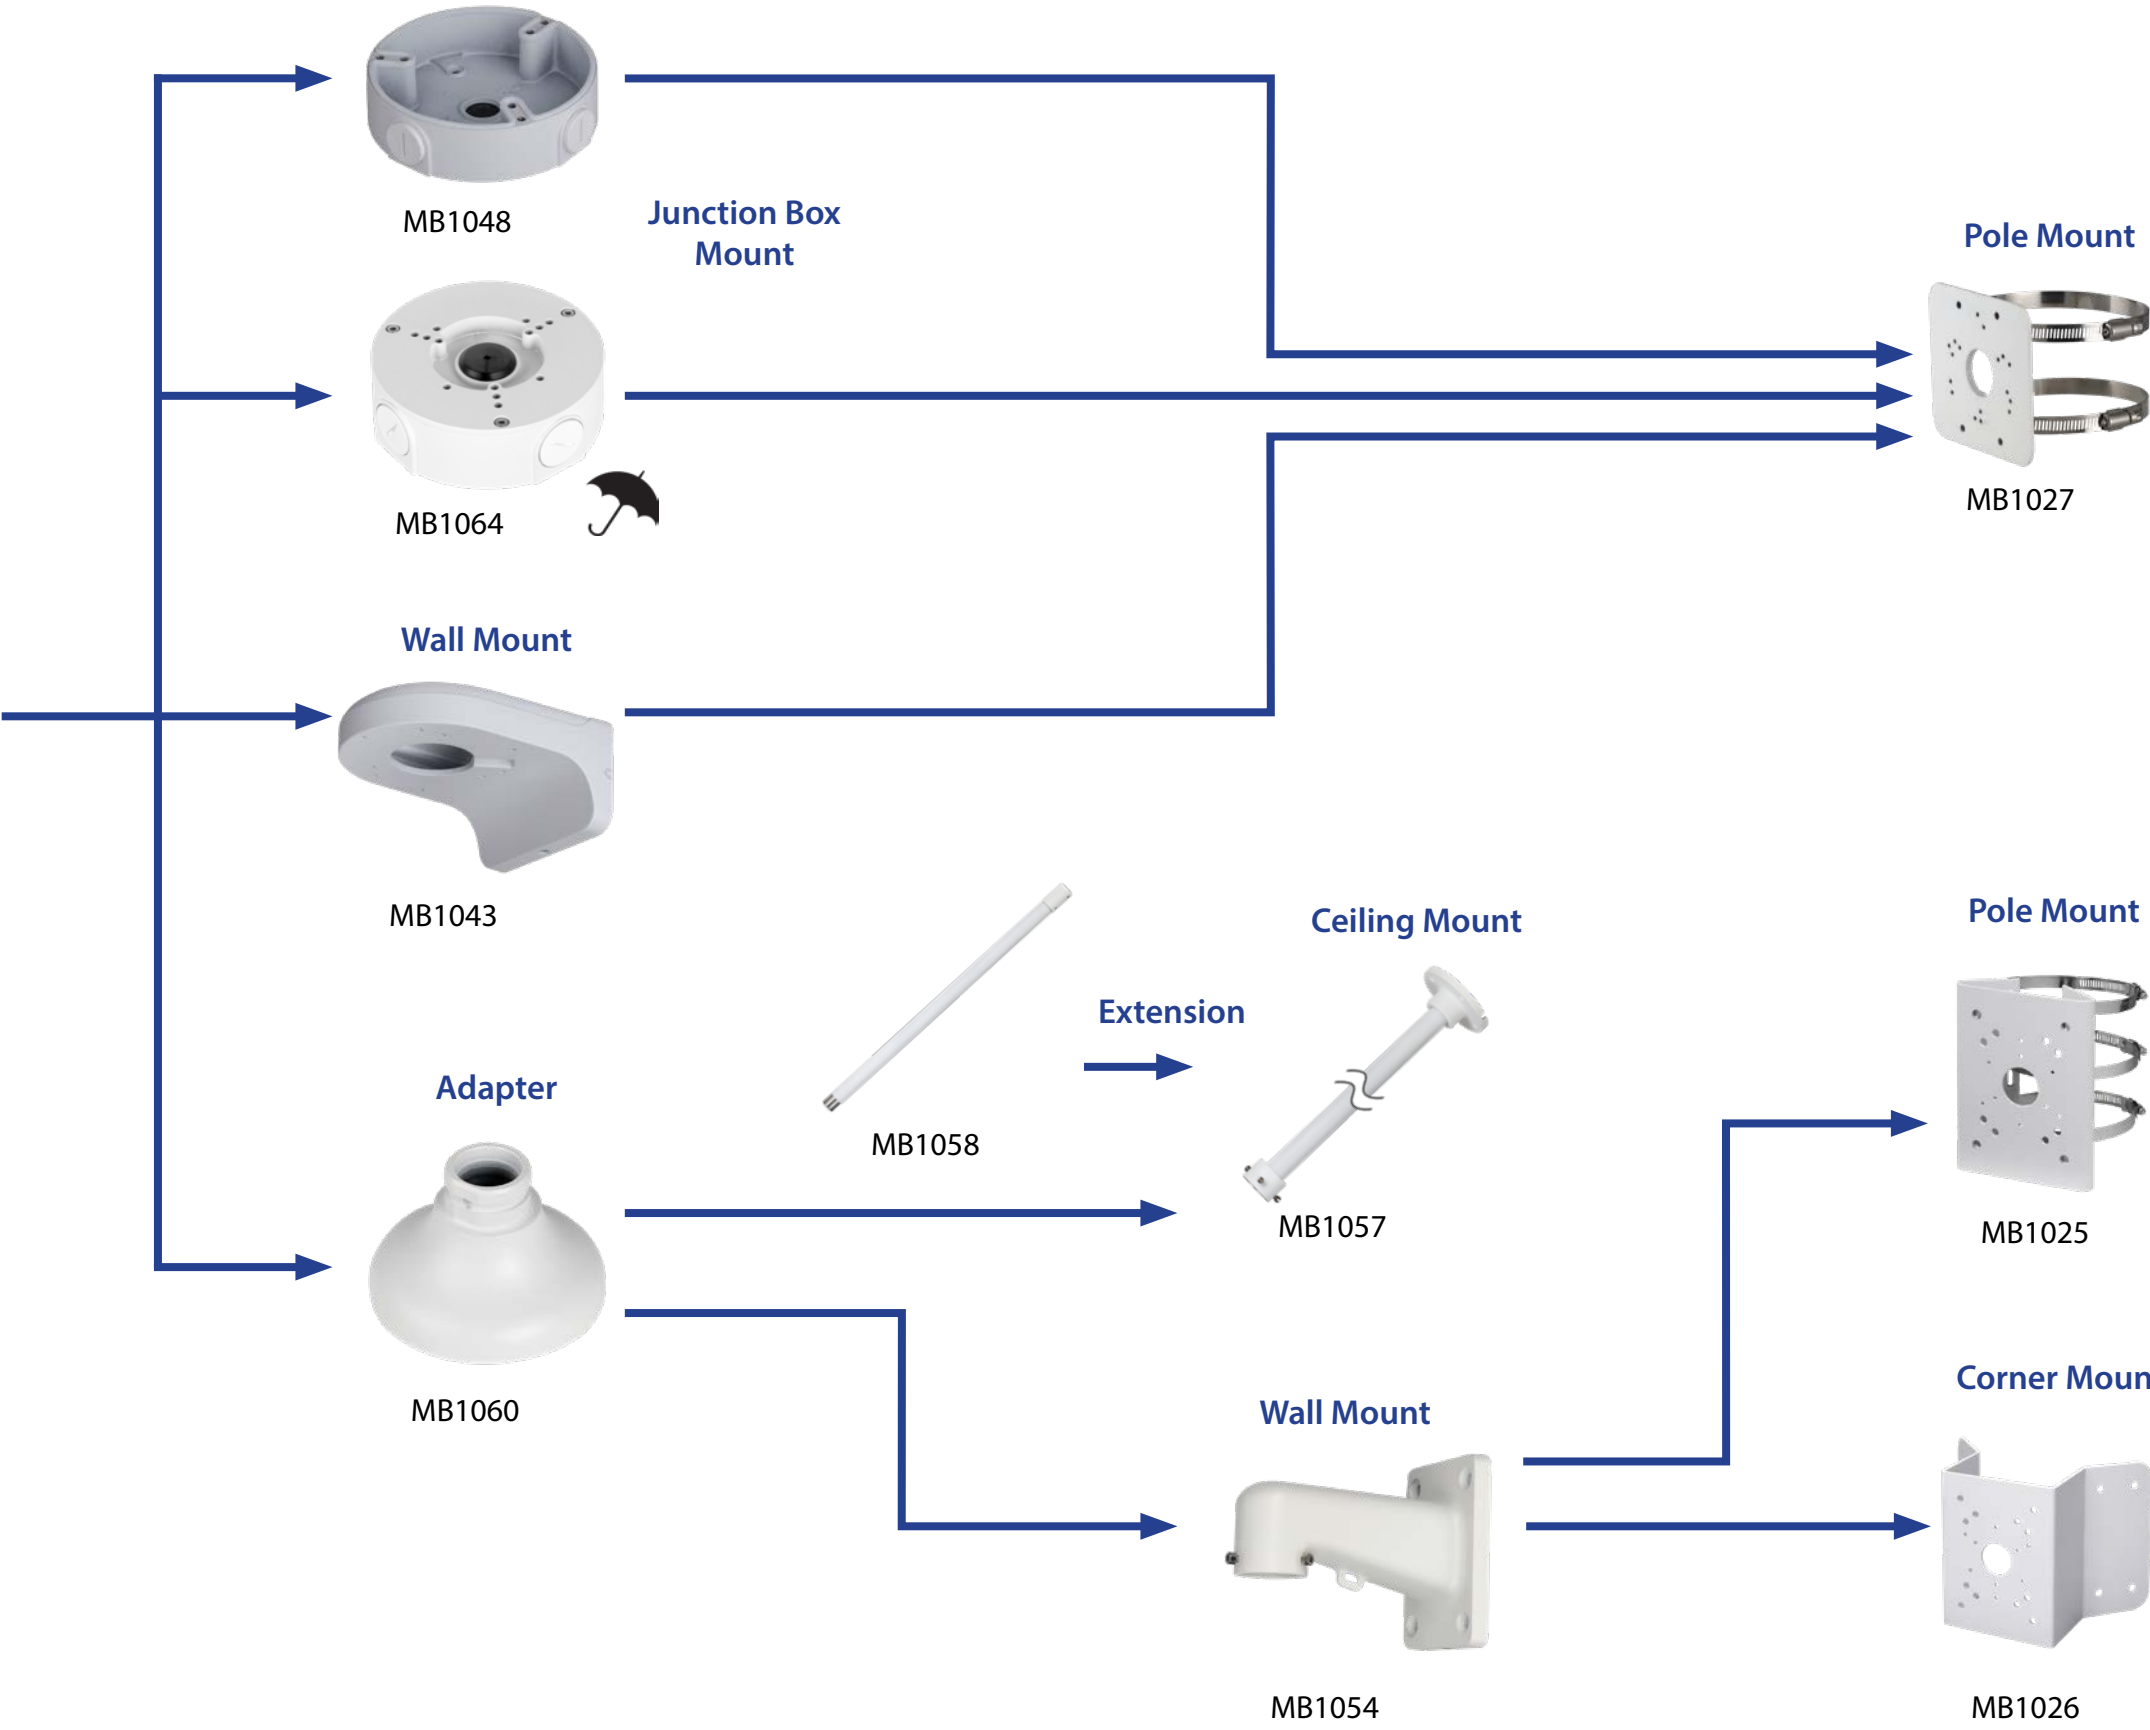 MB1048
Junction Box
Mount
Pole Mount
MB1064
MB1027
Wall Mount
MB1043
Ceiling Mount
Pole Mount
Extension
Adapter
MB1058
MB1057
MB1025
Corner Moun
Wall Mount
MB1060
MB1054
MB1026